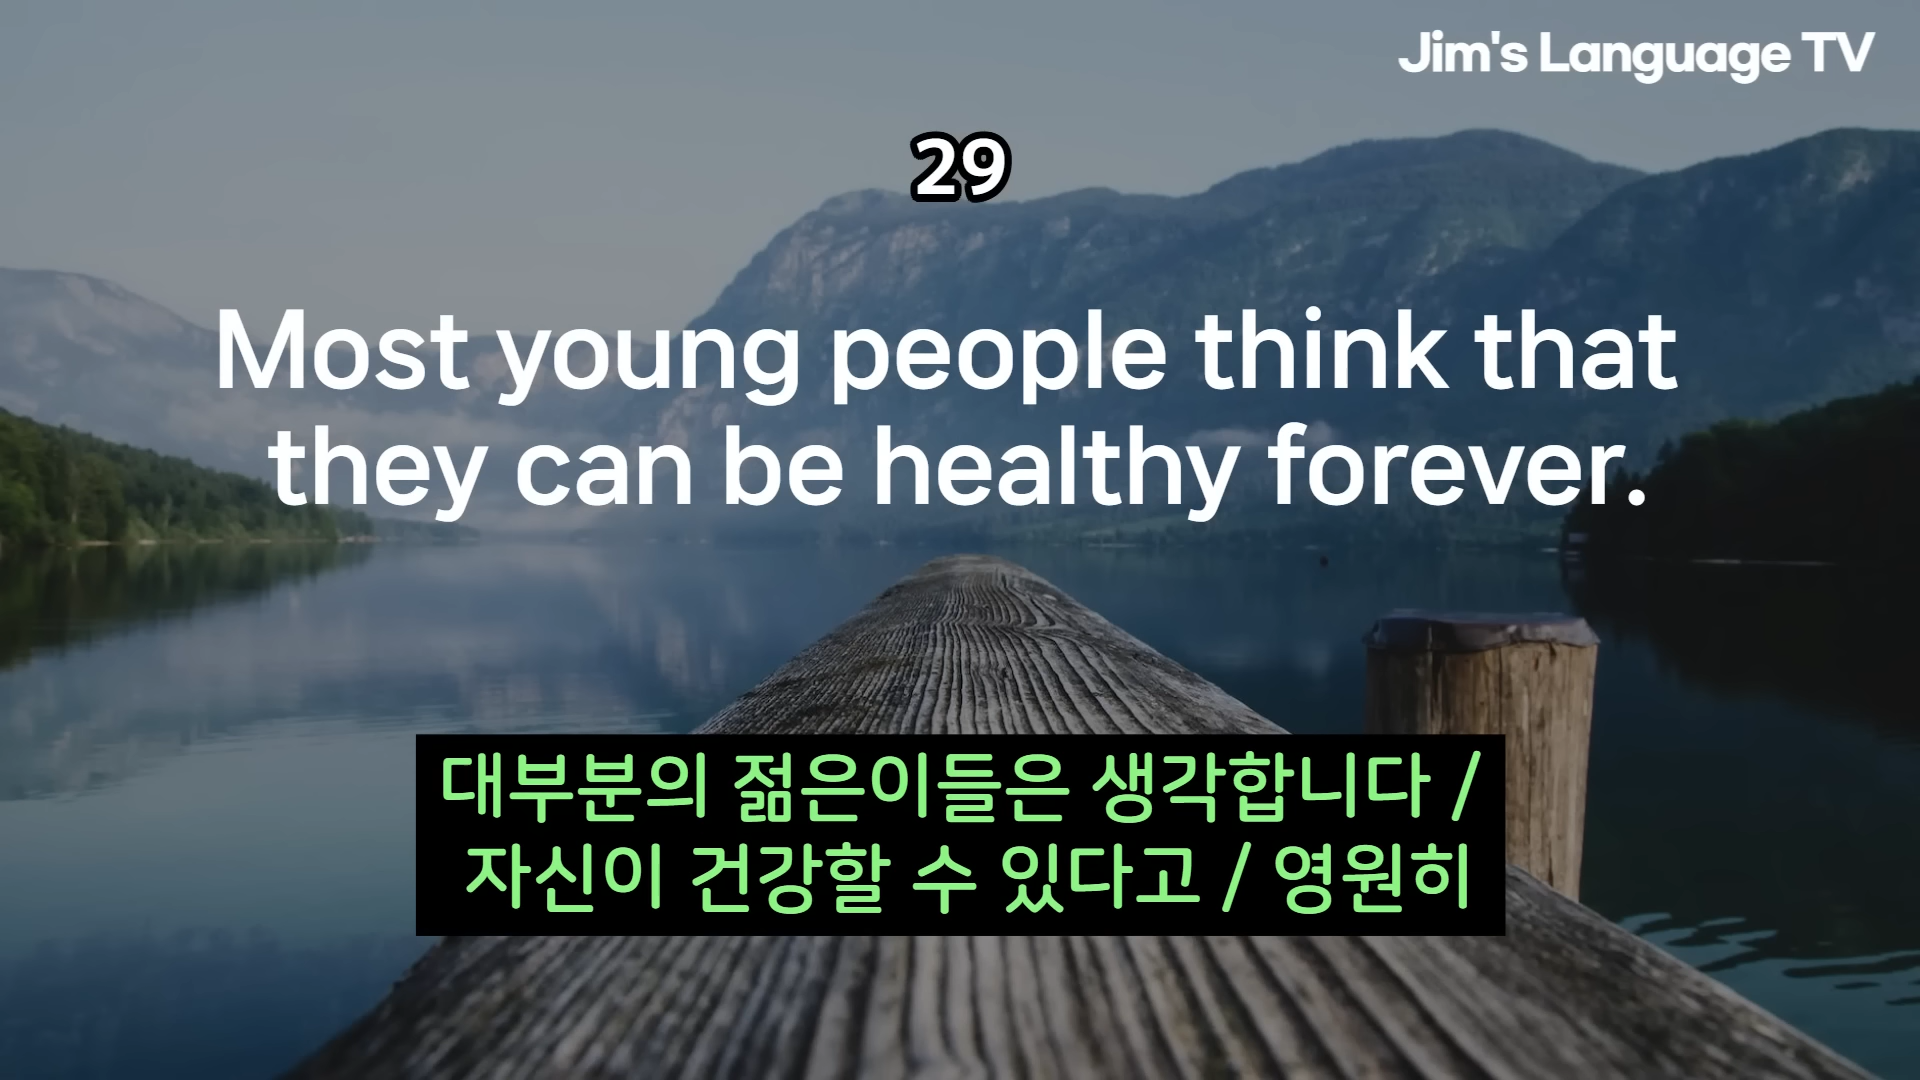 Jim's Language TV
29
Most young people think that
they can be healthy forever.
대부분의 젊은이들은 생각합니다 /
자신이 건강할 수 있다고 / 영원히